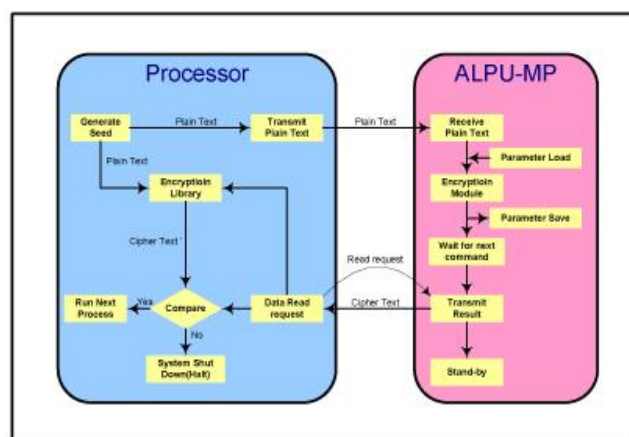 Processor
ALPU-MP
Generate
Seed
Plain Text
Transmit
Plain Text
Plain Text
Receive
Plain Text
Plain Text
Parameter Load
Encryptioin
Library
Encryptioin
Module
Parameter Save
Cipher Text '
Wait for next
command
Read request
Run Next
Process
Yes
Compare
Data Read
request
Cipher Text
Transmit
Result
No
System Shut
Down(Halt)
Stand-by